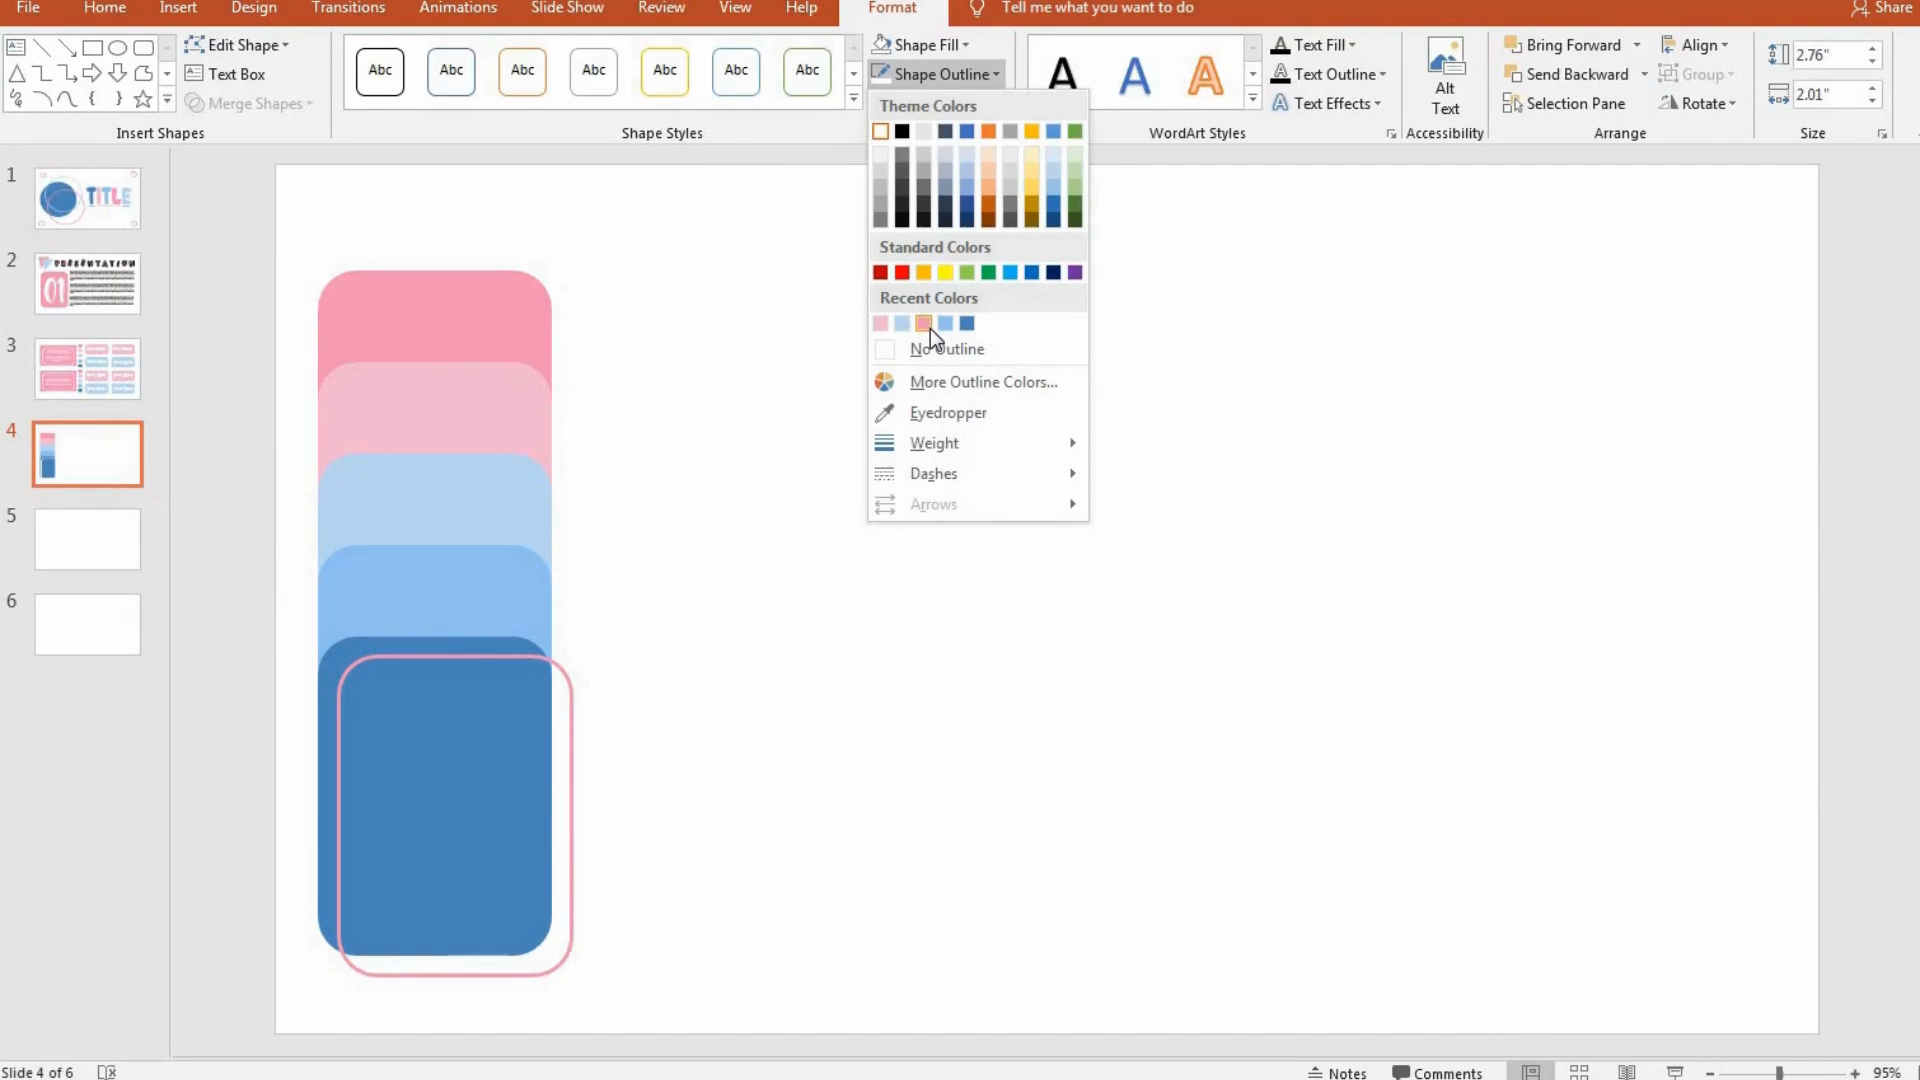 File Home Insert Design Transitions Animations Slide Show Review View Help Format Tell me what you want to do Share
Edit Shape
Text Box
Merge Shapes
Insert Shapes
Abc Abc Abc Abc Abc Abc Abc
Shape Styles
Shape Fill
Shape Outline
A A A
WordArt Styles
Text Fill
Text Outline
Text Effects
Alt
Text
Accessibility
Bring Forward
Send Backward
Selection Pane
Align
Group
Rotate
Arrange
2.76"
2.01"
Size
Theme Colors
Standard Colors
Recent Colors
No Outline
More Outline Colors...
Eyedropper
Weight
Dashes
Arrows
1
TITLE
2
PRESENTATION
01
3
4
5
6
Slide 4 of 6
Notes Comments 95%